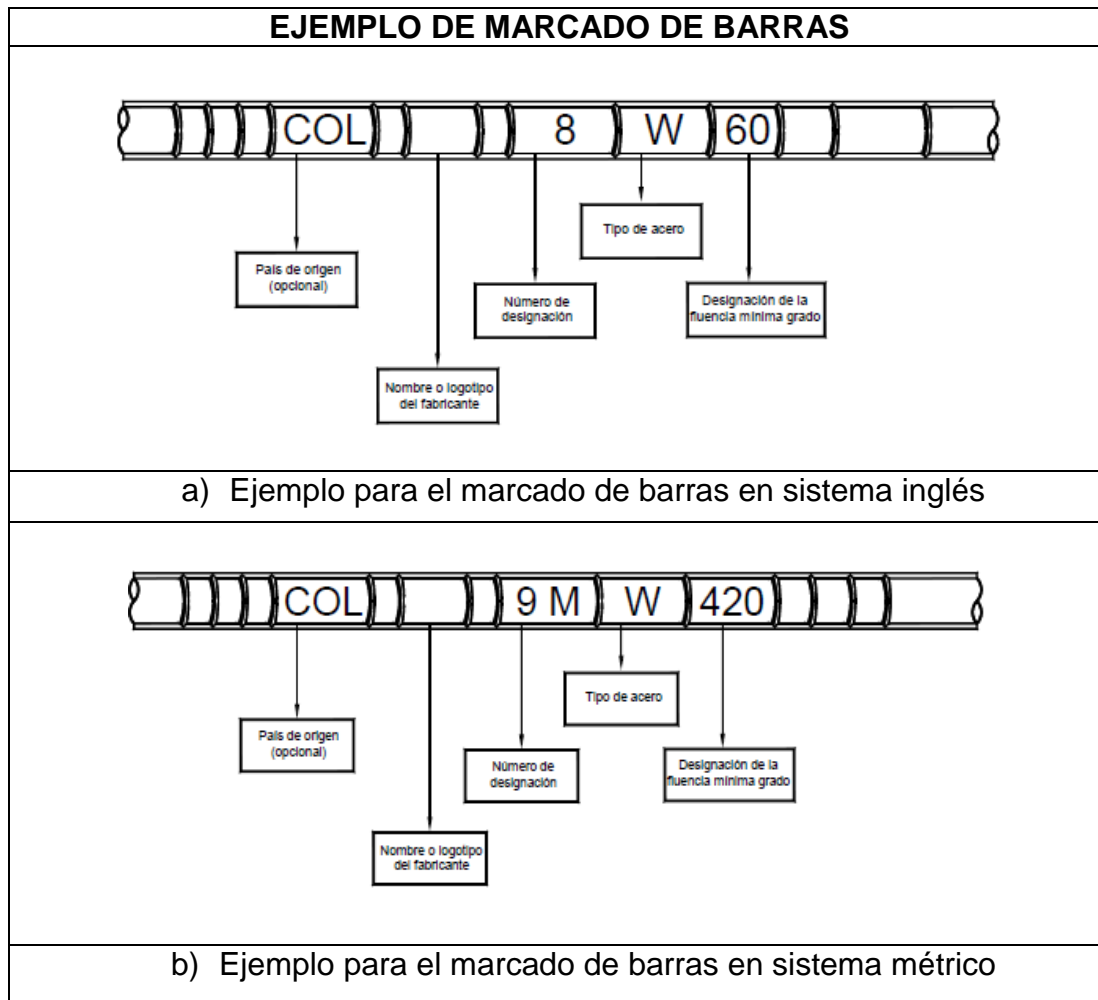 EJEMPLO DE MARCADO DE BARRAS
COL 8 W 60
Tipo de acero
País de origen
(opcional)
Número de
designación
Designación de la
fluencia mínima grado
Nombre o logotipo
del fabricante
a) Ejemplo para el marcado de barras en sistema inglés
COL 9 M W 420
Tipo de acero
País de origen
(opcional)
Número de
designación
Designación de la
fluencia mínima grado
Nombre o logotipo
del fabricante
b) Ejemplo para el marcado de barras en sistema métrico